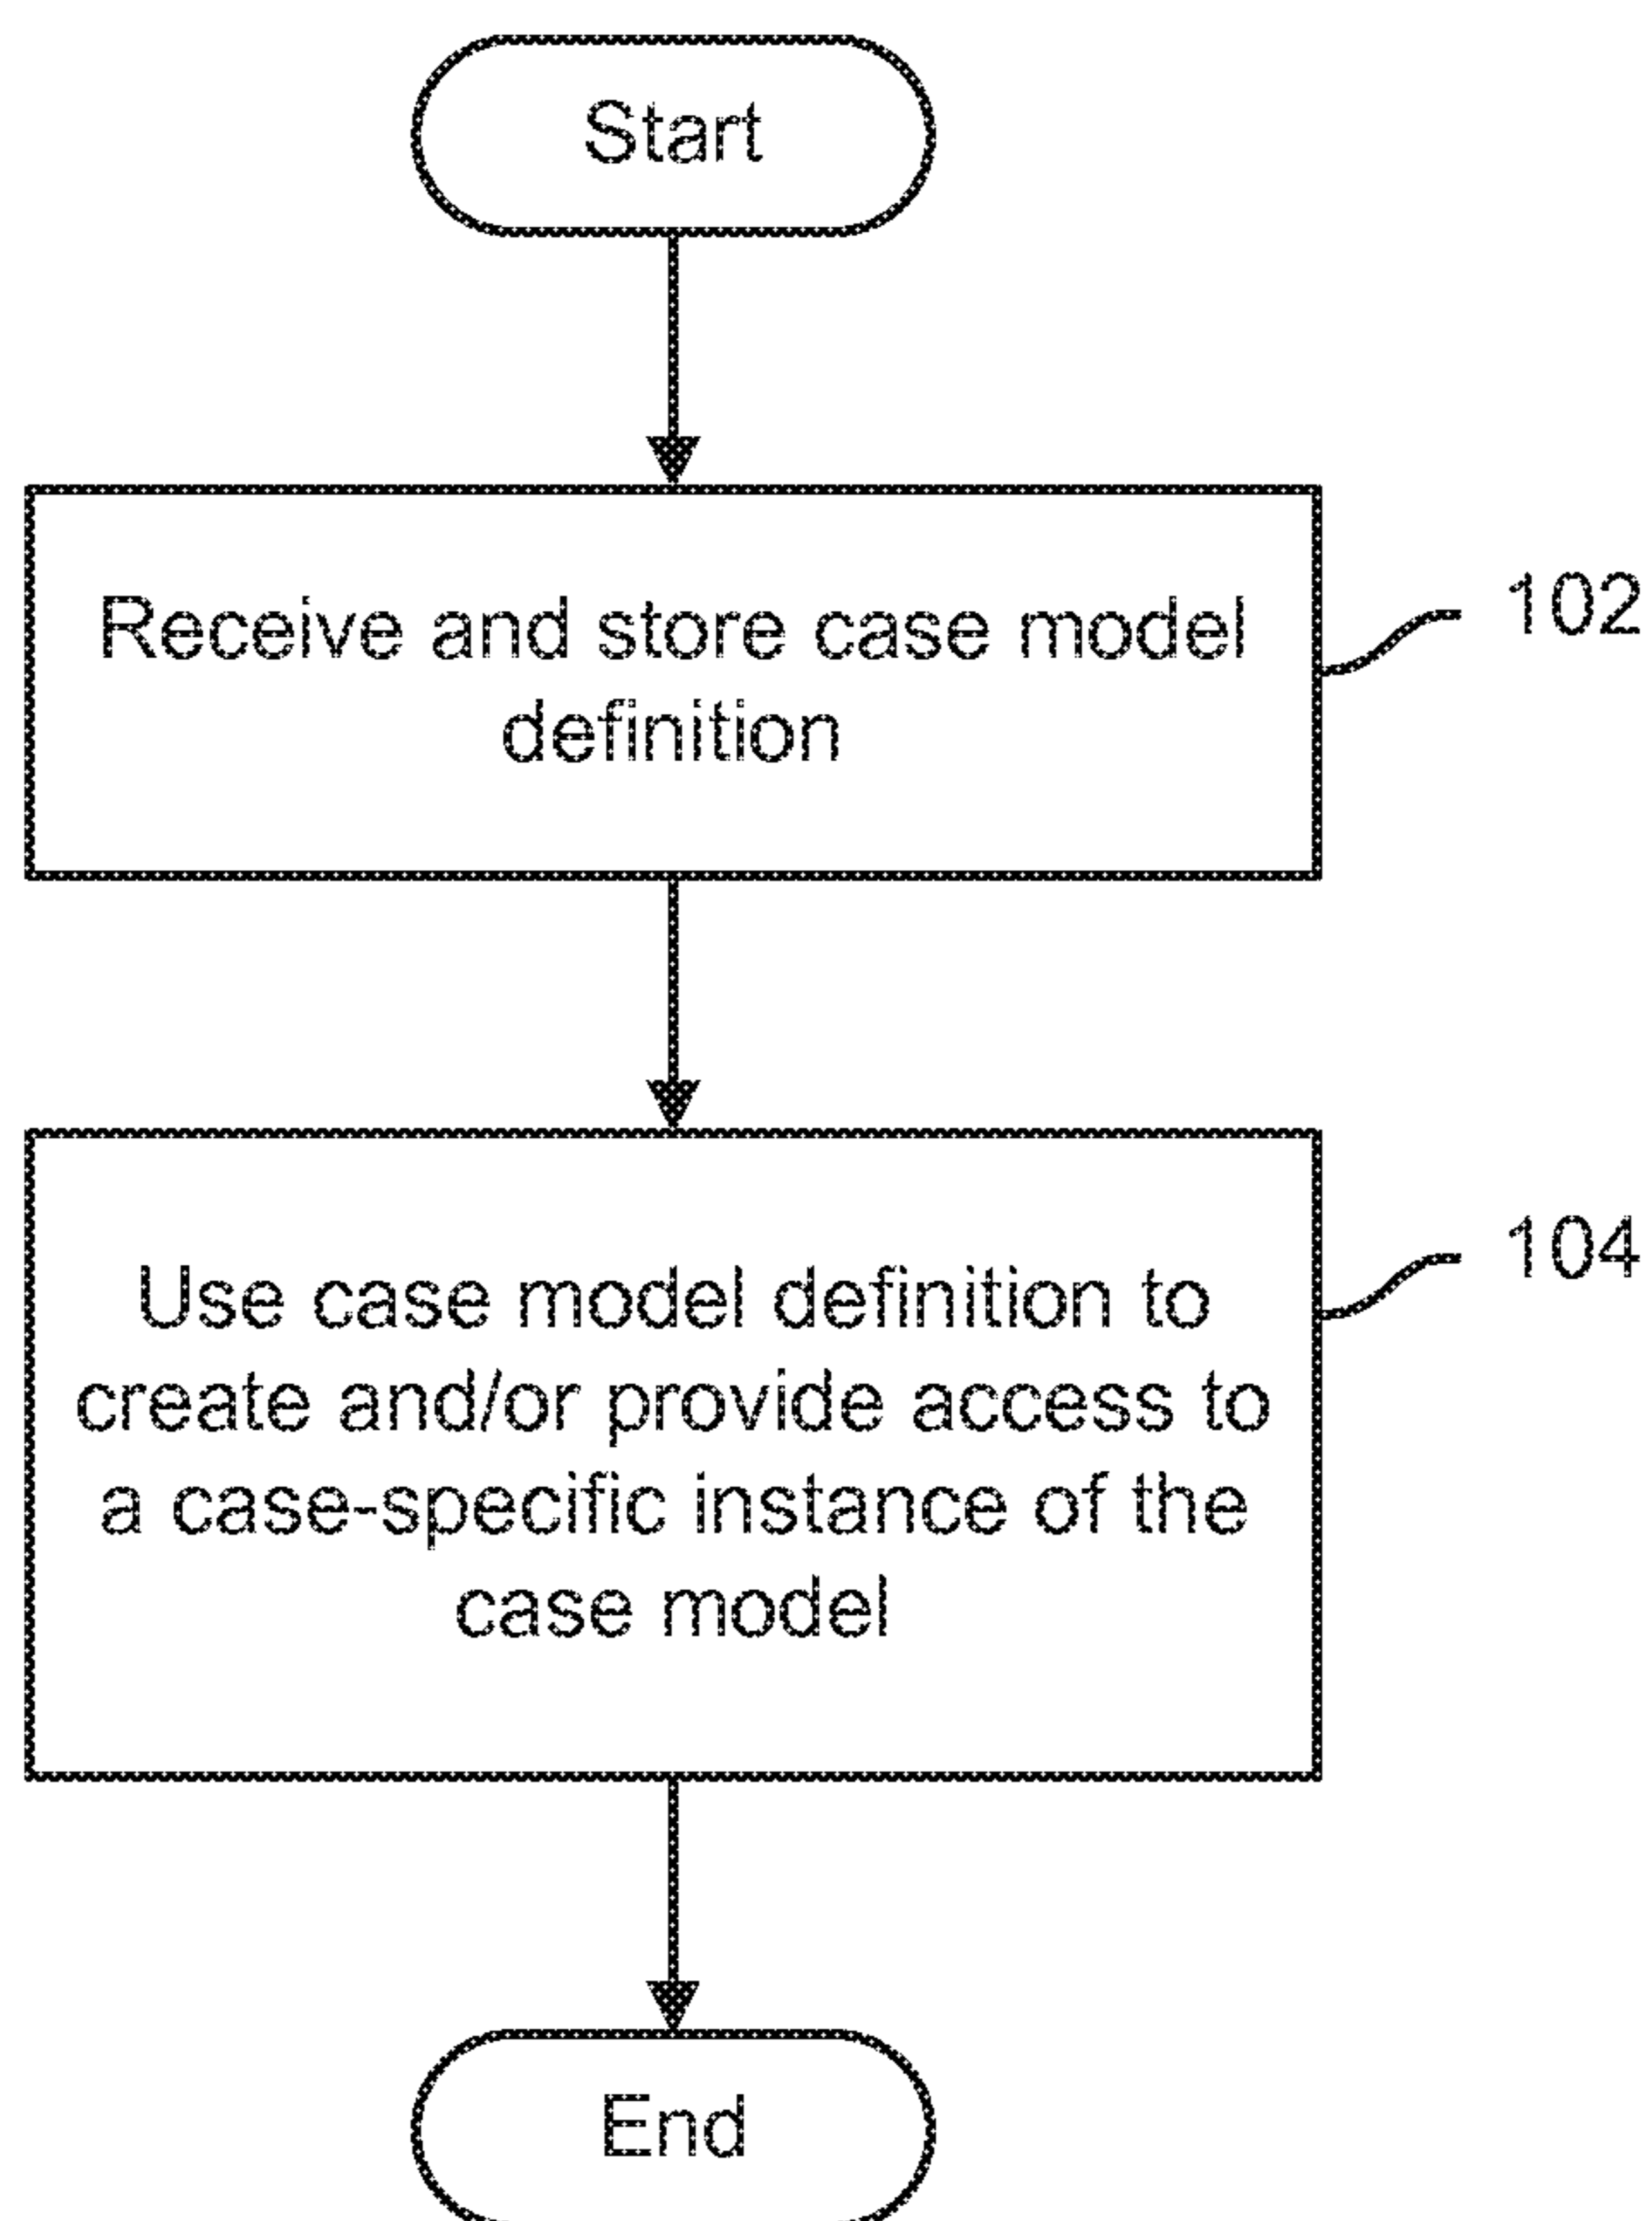 Start
Receive and store case model
definition
102
Use case model definition to
create and/or provide access to
a case-specific instance of the
case model
104
End